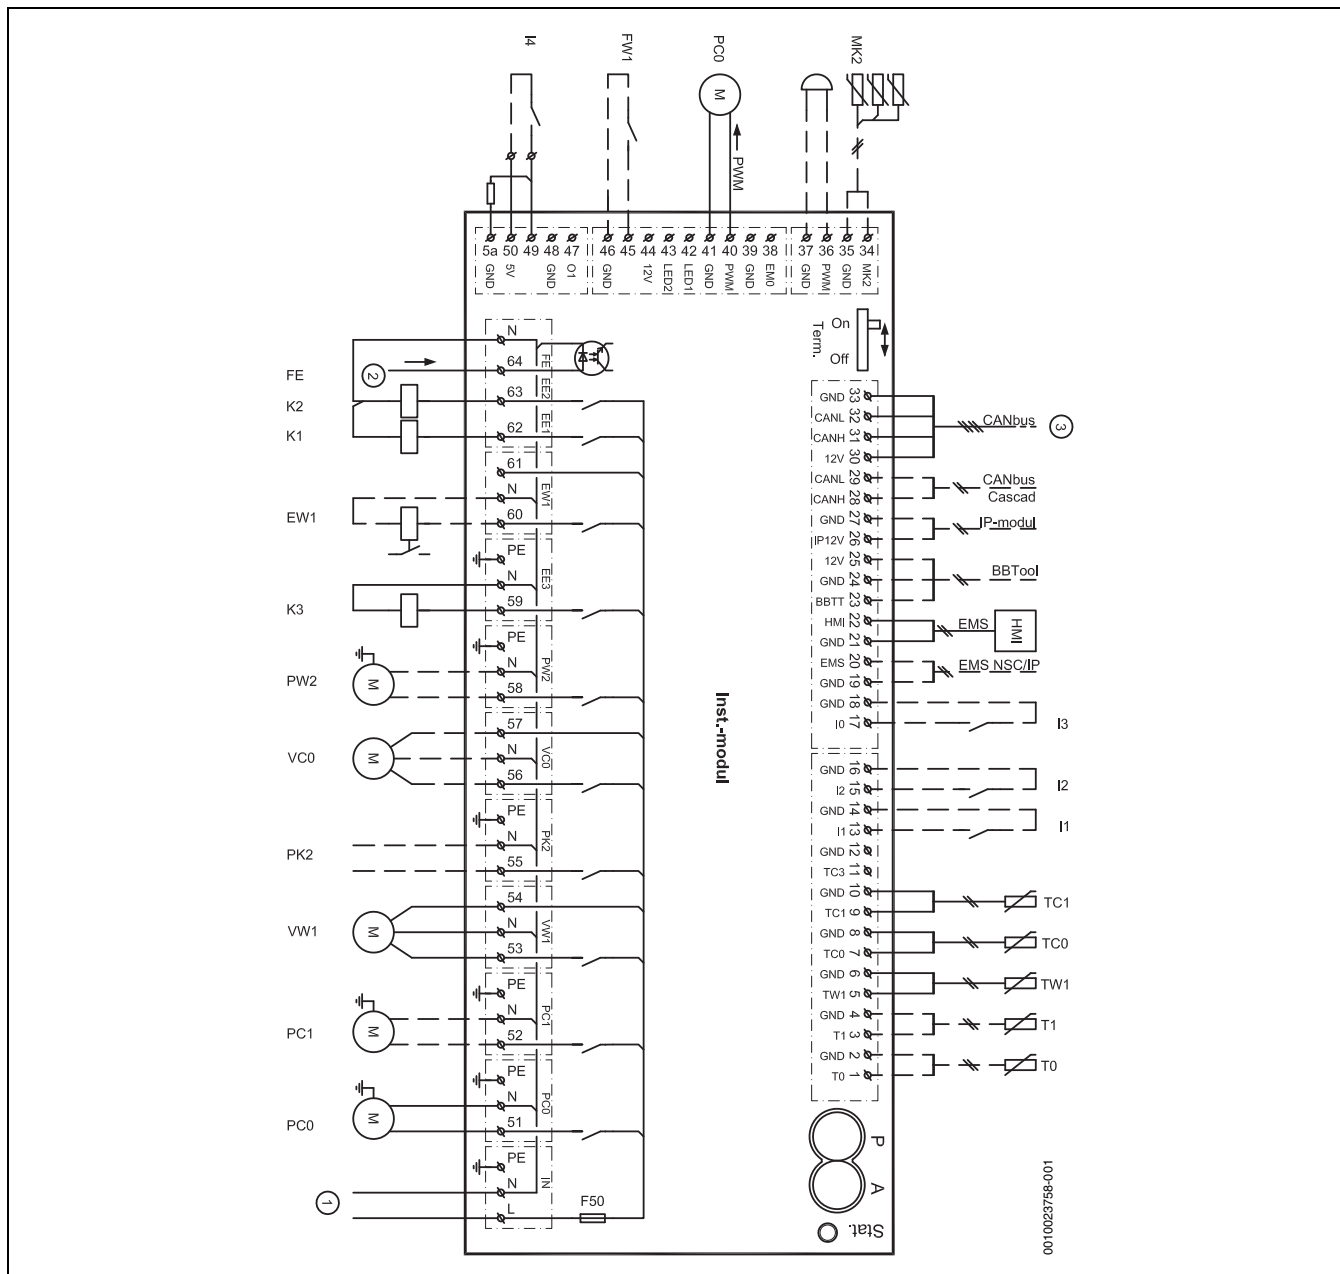 I4
FW1
PC0
MK2
M
PWM
5a 50 49 48 47
GND 5V GND O1
46 45 44 43 42 41 40 39 38
GND 12V LED2 LED1 GND PWM GND EM0
37 36 35 34
GND PWM GND MK2
On
Off
Term.
N
64
63
62
FE
EE2
EE1
61
N
60
EW1
PE
N
59
EE3
PE
N
58
PW2
57
N
56
VC0
PE
N
55
PK2
54
N
53
VW1
PE
N
52
PC1
PE
N
51
PC0
PE
N
L
IN
F50
FE
2
K2
K1
EW1
K3
PW2
M
VC0
M
PK2
VW1
M
PC1
M
PC0
M
1
Inst.-modul
GND 33
CANL 32
CANH 31
12V 30
CANL 29
CANH 28
GND 27
IP12V 26
12V 25
GND 24
BBTT 23
HMI 22
GND 21
EMS 20
GND 19
GND 18
I0 17
GND 16
I2 15
GND 14
I1 13
GND 12
TC3 11
GND 10
TC1 9
GND 8
TC0 7
GND 6
TW1 5
GND 4
T1 3
GND 2
T0 1
CANbus
3
CANbus
Cascad
IP-modul
BBTool
EMS
HMI
EMS NSC/IP
I3
I2
I1
TC1
TC0
TW1
T1
T0
P
A
Stat.
0010023758-001